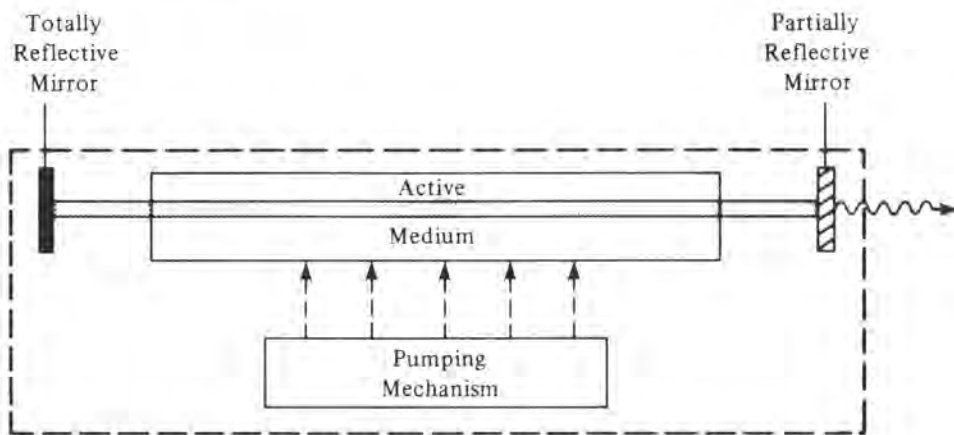 Totally
Reflective
Mirror
Partially
Reflective
Mirror
Active
Medium
Pumping
Mechanism